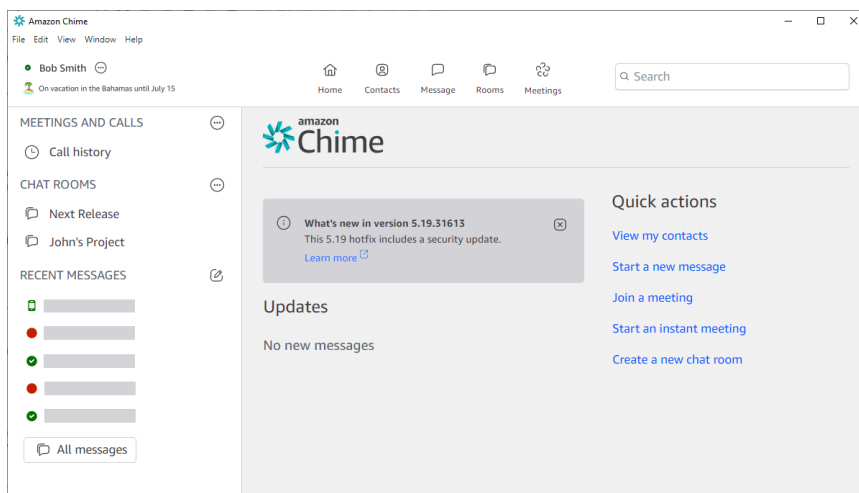 Amazon Chime
File Edit View Window Help
Bob Smith
On vacation in the Bahamas until July 15
Home Contacts Message Rooms Meetings
Search
MEETINGS AND CALLS
Call history
CHAT ROOMS
Next Release
John's Project
RECENT MESSAGES
All messages
amazon
Chime
What's new in version 5.19.31613
This 5.19 hotfix includes a security update.
Learn more
Updates
No new messages
Quick actions
View my contacts
Start a new message
Join a meeting
Start an instant meeting
Create a new chat room